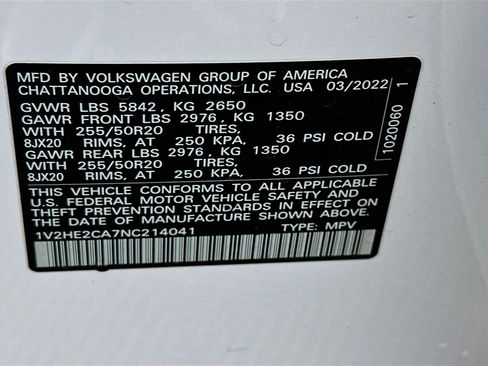 MFD BY VOLKSWAGEN GROUP OF AMERICA
CHATTANOOGA OPERATIONS, LLC. USA 03/2022
GVWR LBS 5842, KG 2650
GAWR FRONT LBS 2976, KG 1350
WITH 255/50R20 TIRES,
8JX20 RIMS, AT 250 KPA, 36 PSI COLD
GAWR REAR LBS 2976, KG 1350
WITH 255/50R20 TIRES,
8JX20 RIMS, AT 250 KPA, 36 PSI COLD
THIS VEHICLE CONFORMS TO ALL APPLICABLE
U.S. FEDERAL MOTOR VEHICLE SAFETY AND
THEFT PREVENTION STANDARDS IN EFFECT ON
THE DATE OF MANUFACTURE SHOWN ABOVE.
1V2HE2CA7NC214041 TYPE: MPV
1020060 1